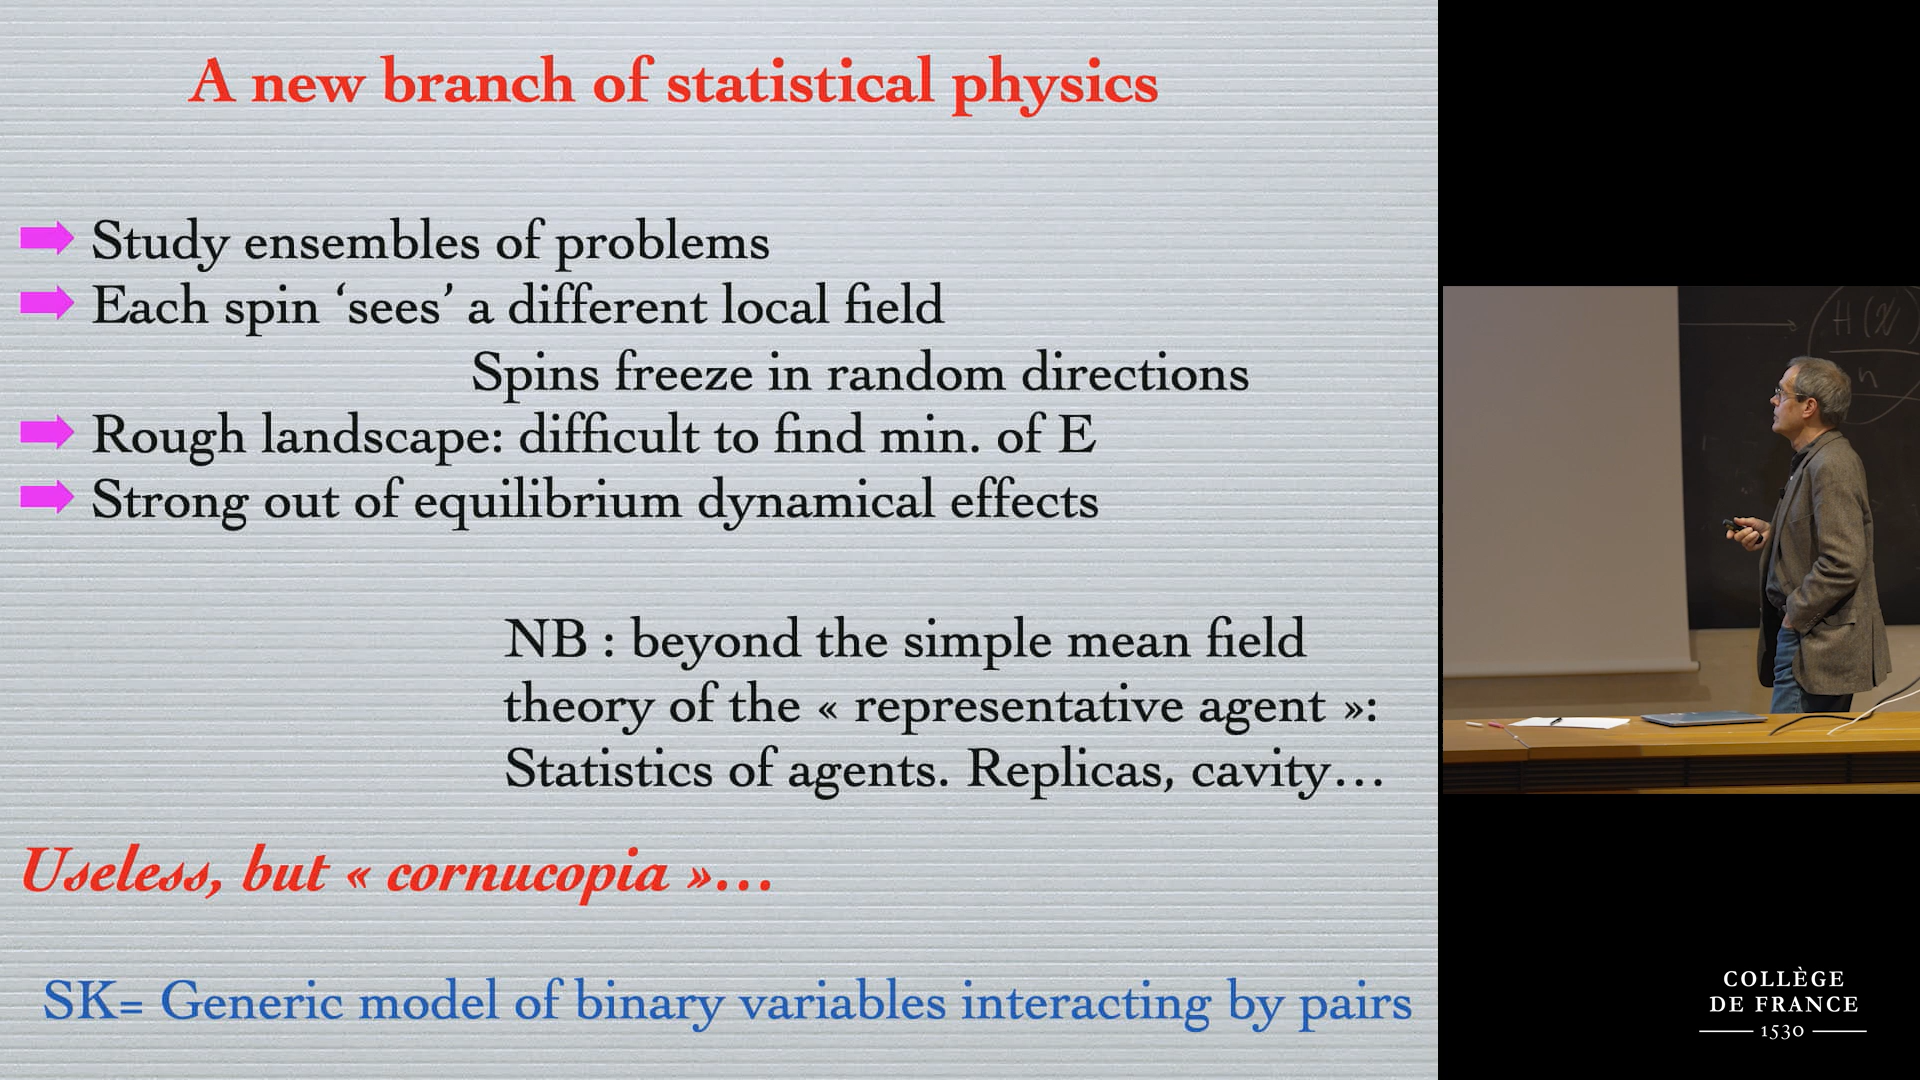 A new branch of statistical physics
Study ensembles of problems
Each spin ‘sees’ a different local field
Spins freeze in random directions
Rough landscape: difficult to find min. of E
Strong out of equilibrium dynamical effects
NB : beyond the simple mean field
theory of the « representative agent »:
Statistics of agents. Replicas, cavity…
Useless, but « cornucopia »…
SK= Generic model of binary variables interacting by pairs
n
COLLÈGE
DE FRANCE
1530